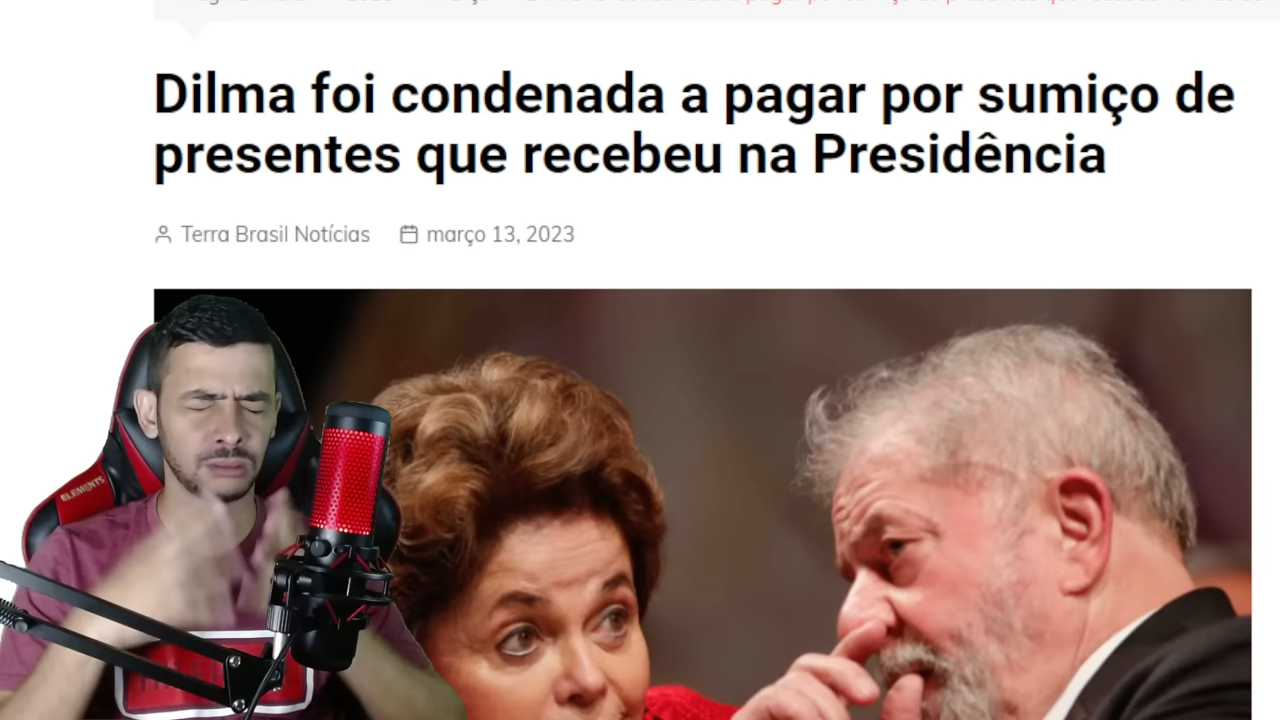 Dilma foi condenada a pagar por sumiço de
presentes que recebeu na Presidência
Terra Brasil Notícias março 13, 2023
ELEMENTS